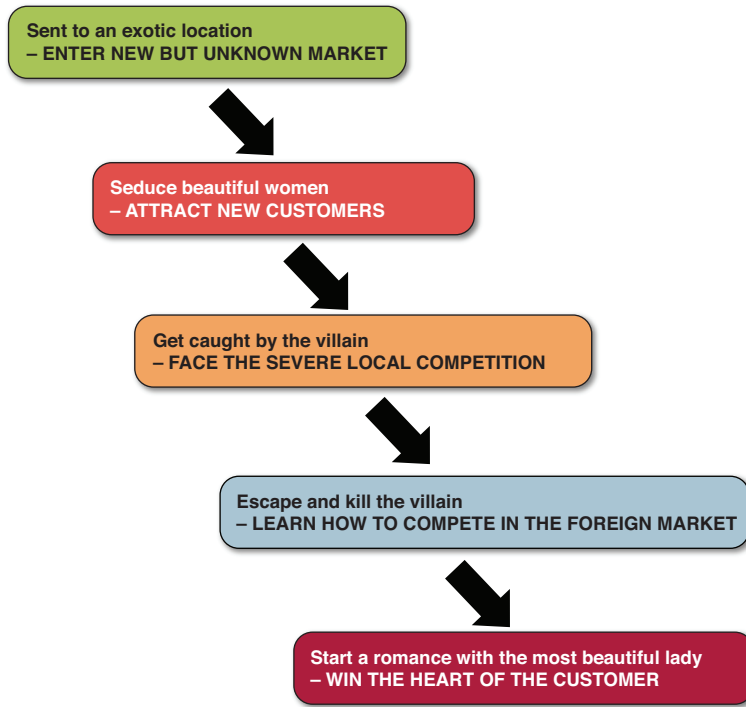 Sent to an exotic location
– ENTER NEW BUT UNKNOWN MARKET
Seduce beautiful women
– ATTRACT NEW CUSTOMERS
Get caught by the villain
– FACE THE SEVERE LOCAL COMPETITION
Escape and kill the villain
– LEARN HOW TO COMPETE IN THE FOREIGN MARKET
Start a romance with the most beautiful lady
– WIN THE HEART OF THE CUSTOMER